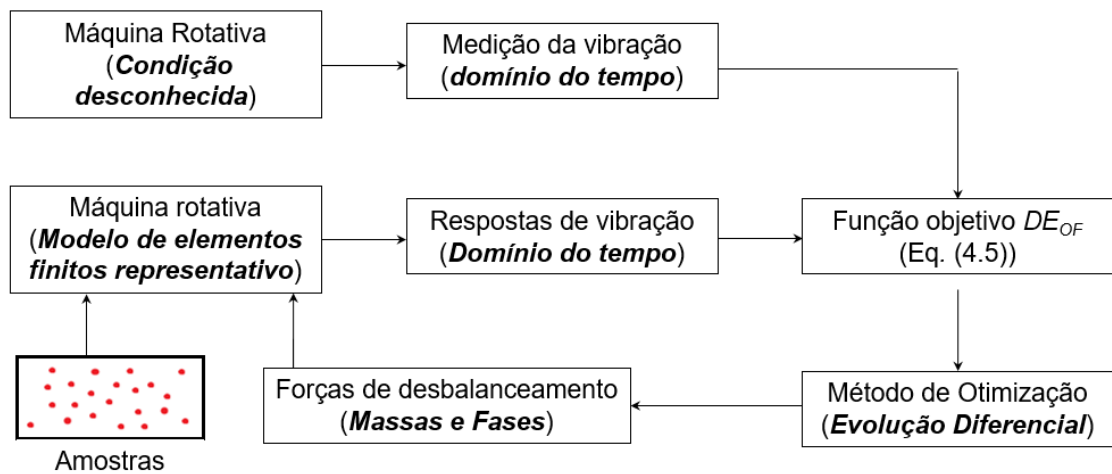 Máquina Rotativa
(Condição
desconhecida)
Medição da vibração
(domínio do tempo)
Máquina rotativa
(Modelo de elementos
finitos representativo)
Respostas de vibração
(Domínio do tempo)
Função objetivo DE_OF
(Eq. (4.5))
Forças de desbalanceamento
(Massas e Fases)
Método de Otimização
(Evolução Diferencial)
Amostras